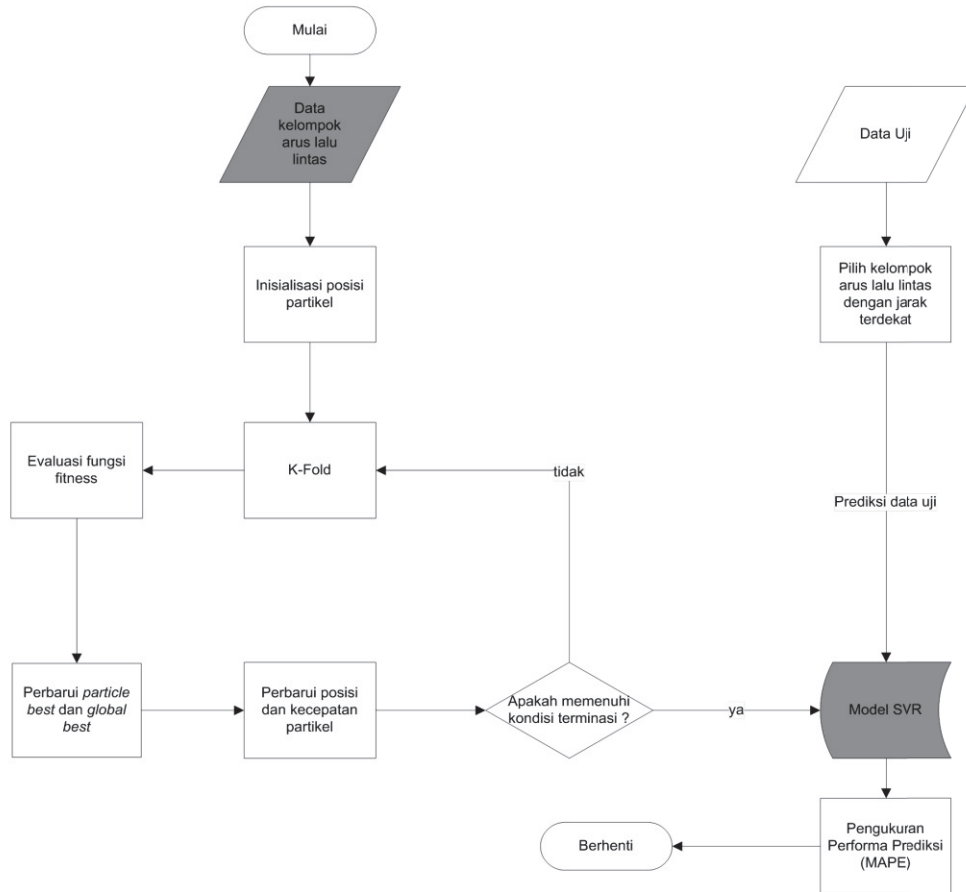 Mulai
Data
kelompok
arus lalu
lintas
Data Uji
Inisialisasi posisi
partikel
Pilih kelompok
arus lalu lintas
dengan jarak
terdekat
Evaluasi fungsi
fitness
K-Fold
tidak
Prediksi data uji
Perbarui particle
best dan global
best
Perbarui posisi
dan kecepatan
partikel
Apakah memenuhi
kondisi terminasi ?
ya
Model SVR
Berhenti
Pengukuran
Performa Prediksi
(MAPE)